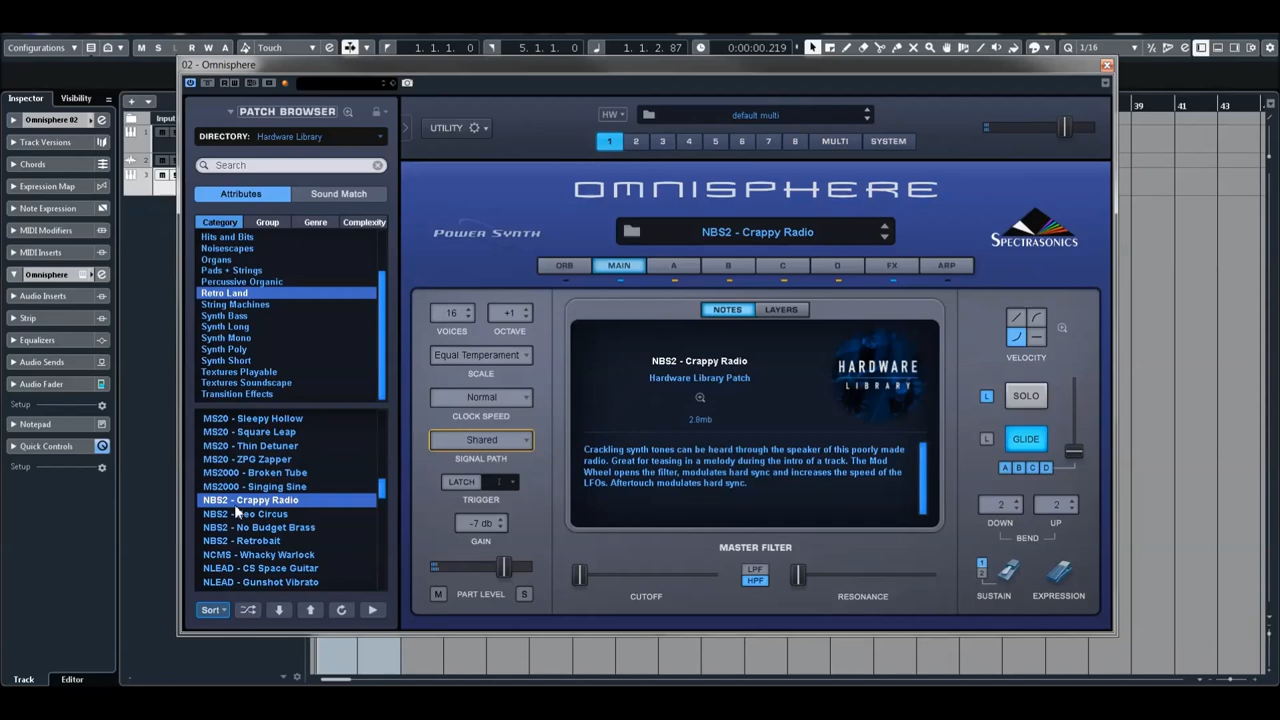 Configurations
M S L R W A
Touch
1. 1. 1. 0
5. 1. 1. 0
1. 1. 2. 87
0:00:00.219
Q 1/16
02 - Omnisphere
Inspector
Visibility
Omnisphere 02
Track Versions
Chords
Expression Map
Note Expression
MIDI Modifiers
MIDI Inserts
Omnisphere
Audio Inserts
Strip
Equalizers
Audio Sends
Audio Fader
Setup
Notepad
Quick Controls
Setup
Track
Editor
Input
1
2
3
39
41
43
PATCH BROWSER
DIRECTORY: Hardware Library
Search
Attributes
Sound Match
Category
Group
Genre
Complexity
Hits and Bits
Noisescapes
Organs
Pads + Strings
Percussive Organic
Retro Land
String Machines
Synth Bass
Synth Long
Synth Mono
Synth Poly
Synth Short
Textures Playable
Textures Soundscape
Transition Effects
MS20 - Sleepy Hollow
MS20 - Square Leap
MS20 - Thin Detuner
MS20 - ZPG Zapper
MS2000 - Broken Tube
MS2000 - Singing Sine
NBS2 - Crappy Radio
NBS2 - Circus
NBS2 - No Budget Brass
NBS2 - Retrobait
NCMS - Whacky Warlock
NLEAD - CS Space Guitar
NLEAD - Gunshot Vibrato
Sort
UTILITY
HW
default multi
1 2 3 4 5 6 7 8 MULTI SYSTEM
OMNISPHERE
POWER SYNTH
NBS2 - Crappy Radio
SPECTRASONICS
ORB MAIN A B C D FX ARP
16
VOICES
+1
OCTAVE
Equal Temperament
SCALE
Normal
CLOCK SPEED
Shared
SIGNAL PATH
LATCH
TRIGGER
-7 db
GAIN
M PART LEVEL S
NOTES
LAYERS
NBS2 - Crappy Radio
Hardware Library Patch
2.8mb
HARDWARE
LIBRARY
Crackling synth tones can be heard through the speaker of this poorly made
radio. Great for teasing in a melody during the intro of a track. The Mod
Wheel opens the filter, modulates hard sync and increases the speed of the
LFOs. Aftertouch modulates hard sync.
MASTER FILTER
LPF
HPF
CUTOFF
RESONANCE
VELOCITY
L SOLO
L GLIDE
A B C D
2
DOWN
2
UP
BEND
1
2
SUSTAIN
EXPRESSION